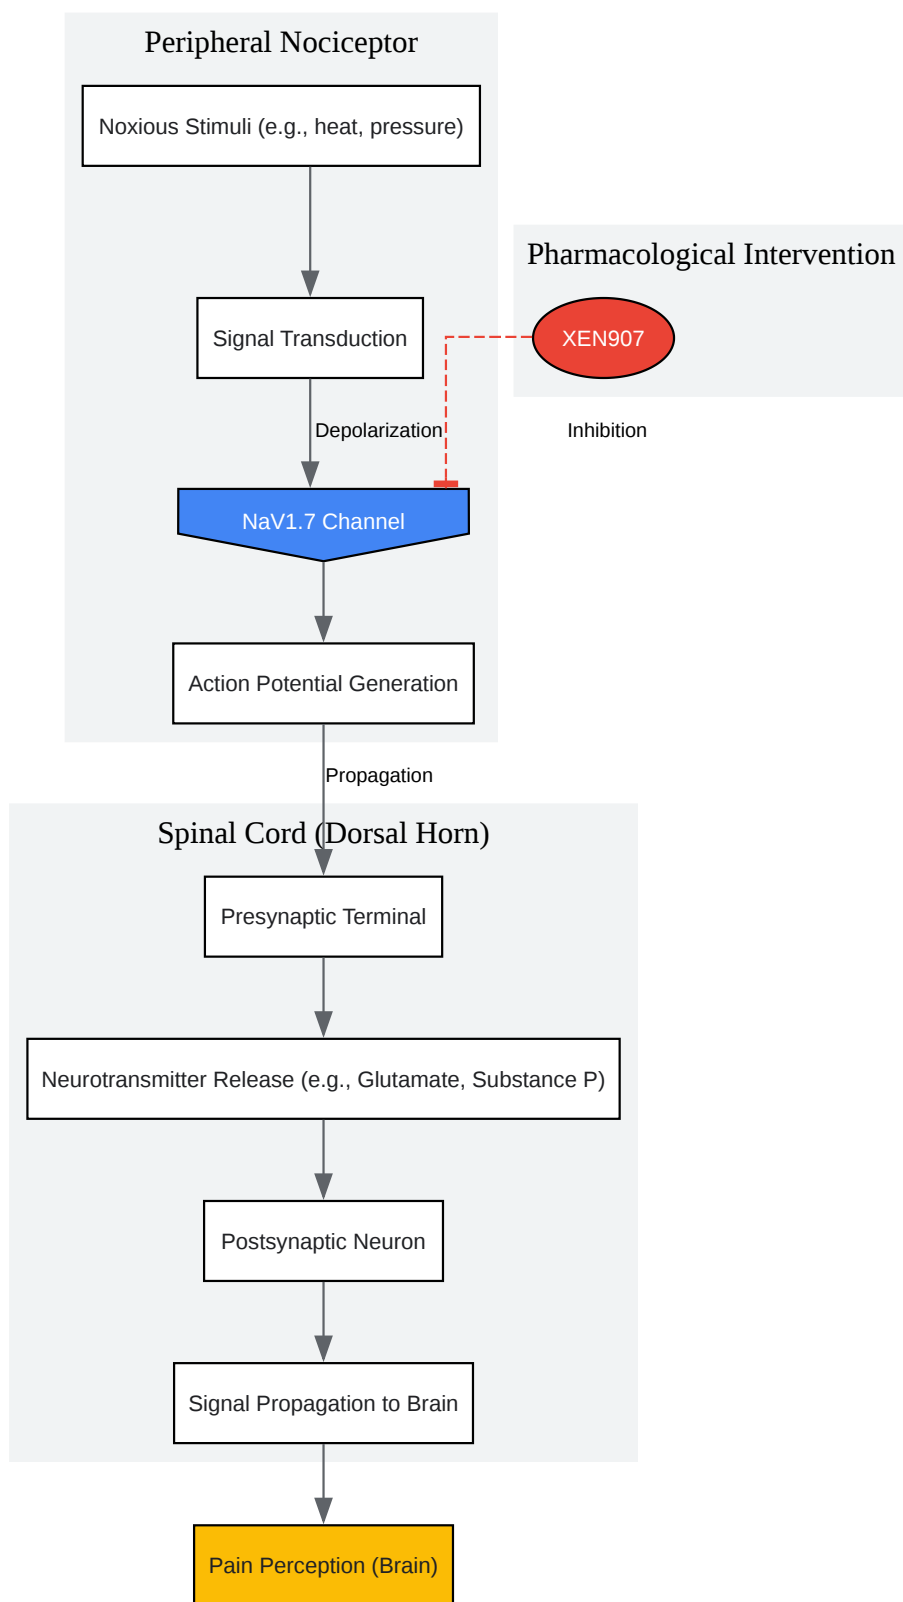 Peripheral Nociceptor
Noxious Stimuli (e.g., heat, pressure)
Pharmacological Intervention
Signal Transduction
XEN907
Depolarization
Inhibition
NaV1.7 Channel
Action Potential Generation
Propagation
Spinal Cord (Dorsal Horn)
Presynaptic Terminal
Neurotransmitter Release (e.g., Glutamate, Substance P)
Postsynaptic Neuron
Signal Propagation to Brain
Pain Perception (Brain)